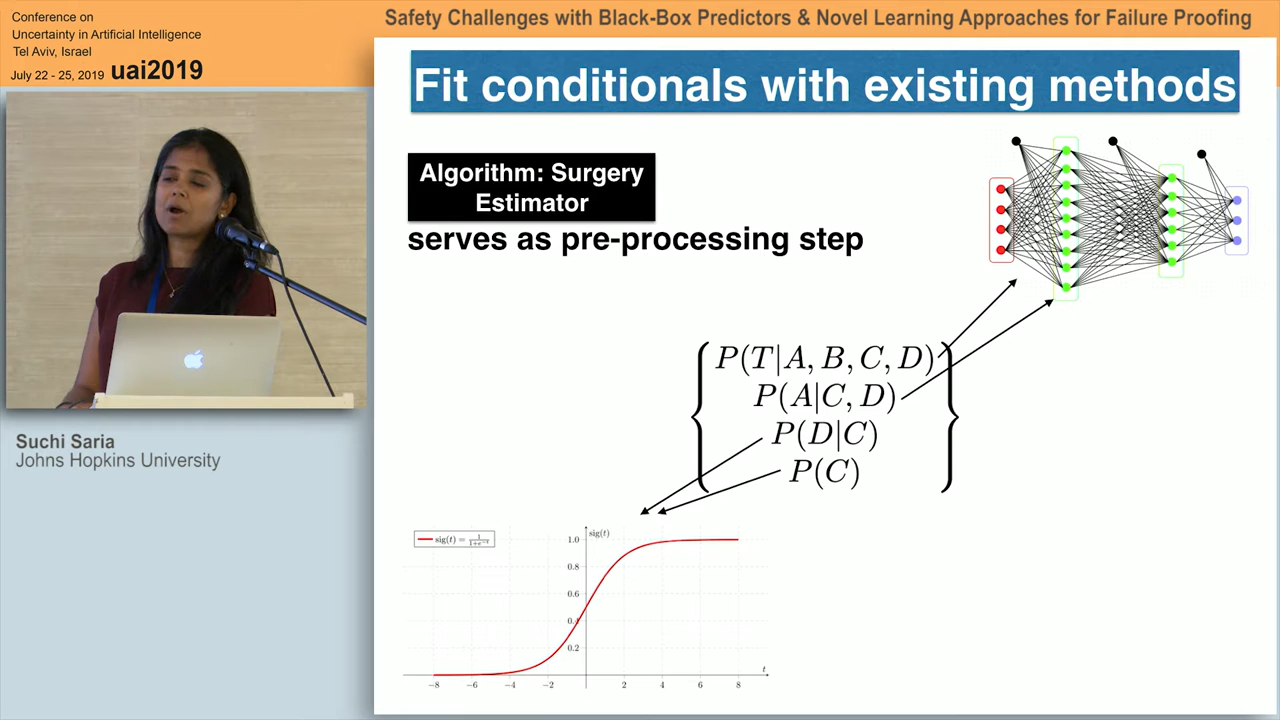 Conference on
Uncertainty in Artificial Intelligence
Tel Aviv, Israel
July 22 - 25, 2019 uai2019
Safety Challenges with Black-Box Predictors & Novel Learning Approaches for Failure Proofing
Fit conditionals with existing methods
Algorithm: Surgery
Estimator
serves as pre-processing step
P(T|A, B, C, D)
P(A|C, D)
P(D|C)
P(C)
Suchi Saria
Johns Hopkins University
sig(t) = 1/(1+e^{-t})
sig(t)
1.0
0.8
0.6
0.4
0.2
t
−8 −6 −4 −2 2 4 6 8